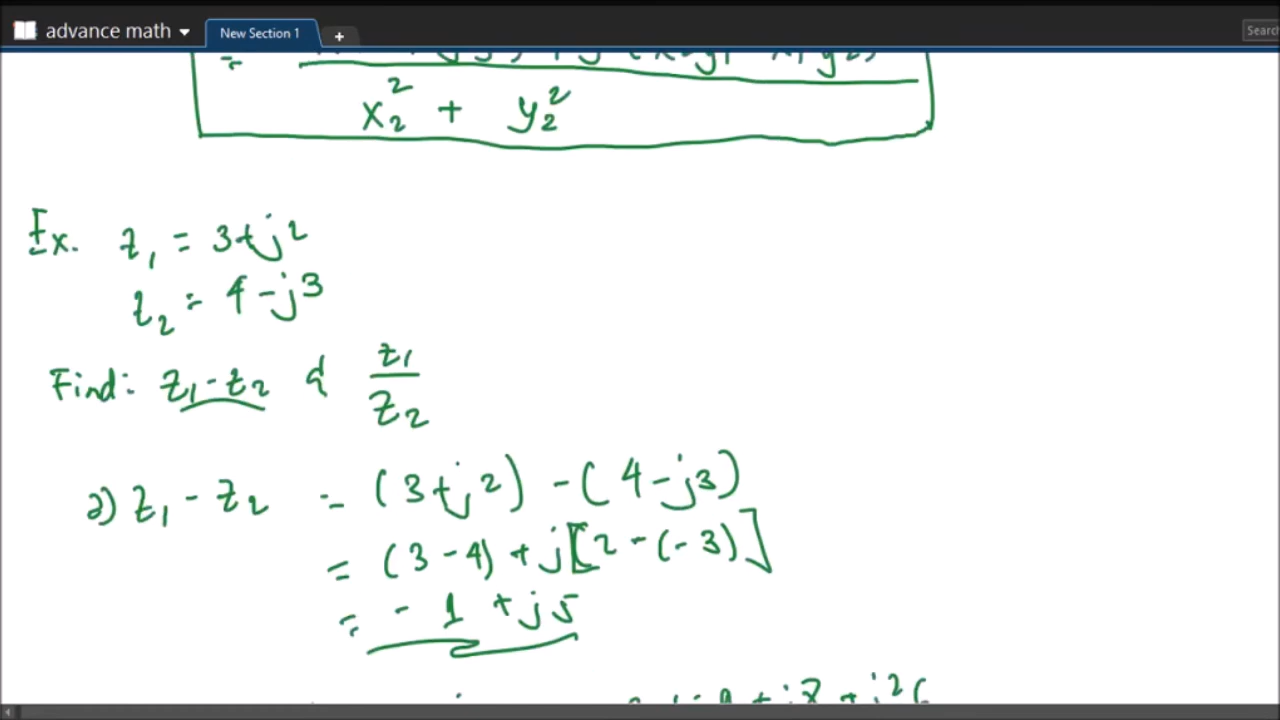 advance math
New Section 1
+
Search
=
x₂² + y₂²
Ex. z₁ = 3+j2
z₂ = 4-j3
Find: z₁-z₂ & z₁/z₂
a) z₁ - z₂ = (3+j2) -(4-j3)
= (3-4) + j[2-(-3)]
= -1 + j5